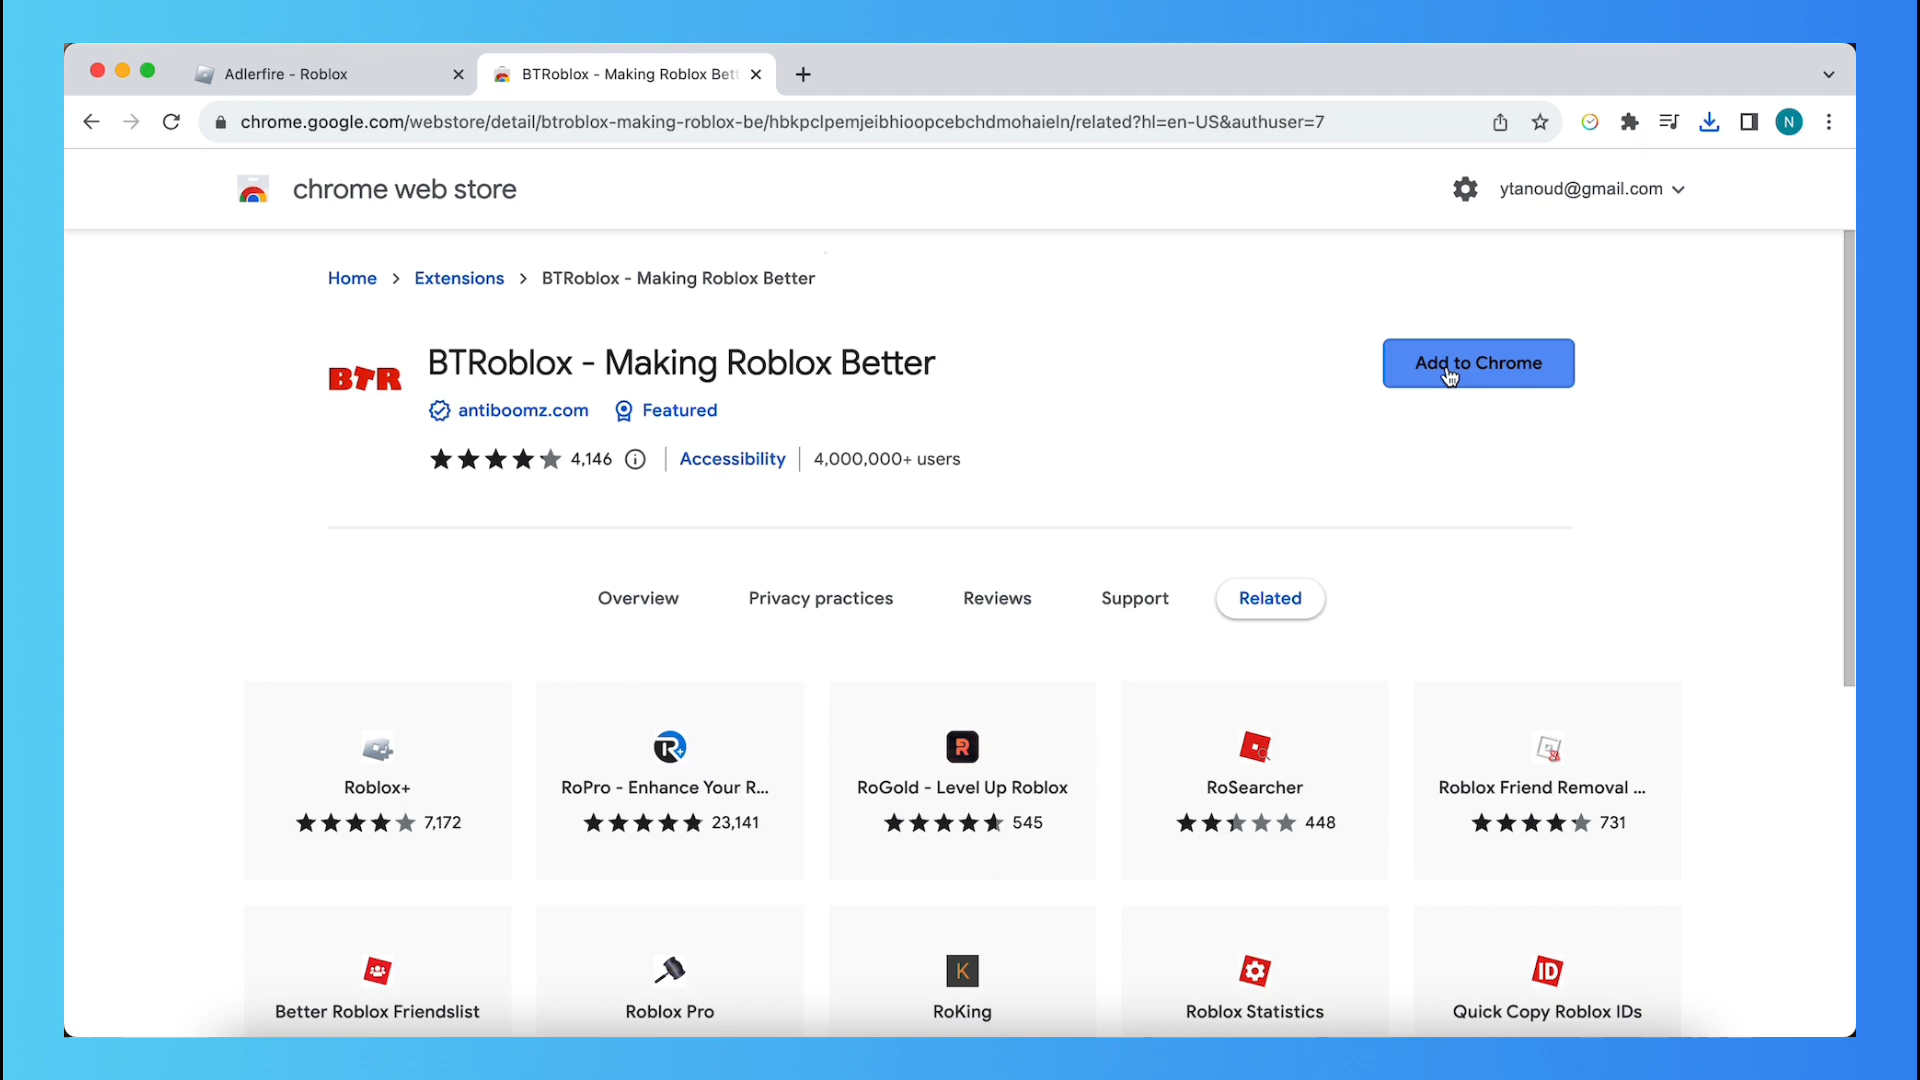 Adlerfire - Roblox
BTRoblox - Making Roblox Bett
chrome.google.com/webstore/detail/btroblox-making-roblox-be/hbkpclpemjeibhioopcebchdmohaieln/related?hl=en-US&authuser=7
N
chrome web store
ytanoud@gmail.com
Home > Extensions > BTRoblox - Making Roblox Better
BTR
BTRoblox - Making Roblox Better
Add to Chrome
antiboomz.com Featured
4,146 Accessibility 4,000,000+ users
Overview Privacy practices Reviews Support Related
Roblox+ RoPro - Enhance Your R... RoGold - Level Up Roblox RoSearcher Roblox Friend Removal ...
7,172 23,141 545 448 731
K ID
Better Roblox Friendslist Roblox Pro RoKing Roblox Statistics Quick Copy Roblox IDs